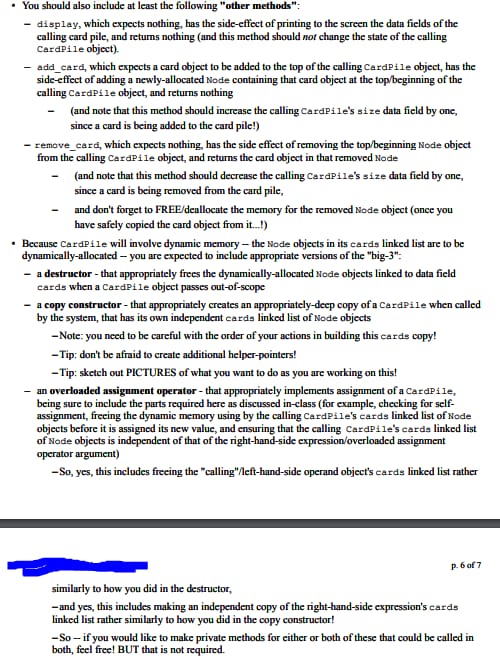 • You should also include at least the following "other methods":
– display, which expects nothing, has the side-effect of printing to the screen the data fields of the
calling card pile, and returns nothing (and this method should not change the state of the calling
CardPile object).
– add_card, which expects a card object to be added to the top of the calling CardPile object, has the
side-effect of adding a newly-allocated Node containing that card object at the top/beginning of the
calling CardPile object, and returns nothing
– (and note that this method should increase the calling CardPile's size data field by one,
since a card is being added to the card pile!)
– remove_card, which expects nothing, has the side effect of removing the top/beginning Node object
from the calling CardPile object, and returns the card object in that removed Node
– (and note that this method should decrease the calling CardPile's size data field by one,
since a card is being removed from the card pile,
– and don't forget to FREE/deallocate the memory for the removed Node object (once you
have safely copied the card object from it...!)
• Because CardPile will involve dynamic memory -- the Node objects in its cards linked list are to be
dynamically-allocated -- you are expected to include appropriate versions of the "big-3":
– a destructor - that appropriately frees the dynamically-allocated Node objects linked to data field
cards when a CardPile object passes out-of-scope
– a copy constructor - that appropriately creates an appropriately-deep copy of a CardPile when called
by the system, that has its own independent cards linked list of Node objects
–Note: you need to be careful with the order of your actions in building this cards copy!
–Tip: don't be afraid to create additional helper-pointers!
–Tip: sketch out PICTURES of what you want to do as you are working on this!
– an overloaded assignment operator - that appropriately implements assignment of a CardPile,
being sure to include the parts required here as discussed in-class (for example, checking for self-
assignment, freeing the dynamic memory using by the calling CardPile's cards linked list of Node
objects before it is assigned its new value, and ensuring that the calling CardPile's cards linked list
of Node objects is independent of that of the right-hand-side expression/overloaded assignment
operator argument)
–So, yes, this includes freeing the "calling"/left-hand-side operand object's cards linked list rather
p. 6 of 7
similarly to how you did in the destructor,
–and yes, this includes making an independent copy of the right-hand-side expression's cards
linked list rather similarly to how you did in the copy constructor!
–So -- if you would like to make private methods for either or both of these that could be called in
both, feel free! BUT that is not required.